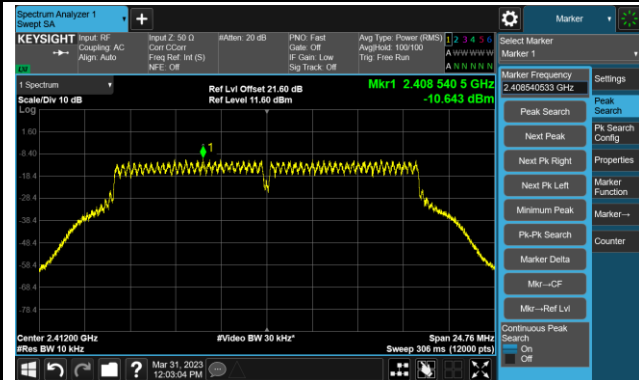 Spectrum Analyzer 1
Swept SA
Marker
KEYSIGHT
Input: RF
Coupling: AC
Align: Auto
Input Z: 50 Ω
Corr CCorr
Freq Ref: Int (S)
NFE: Off
#Atten: 20 dB
PNO: Fast
Gate: Off
IF Gain: Low
Sig Track: Off
Avg Type: Power (RMS)
Avg|Hold: 100/100
Trig: Free Run
1 2 3 4 5 6
A W W W W W
A N N N N N
Select Marker
Marker 1
1 Spectrum
Scale/Div 10 dB
Log
Ref Lvl Offset 21.60 dB
Ref Level 11.60 dBm
Mkr1 2.408 540 5 GHz
-10.643 dBm
1.60
-8.40
-18.4
-28.4
-38.4
-48.4
-58.4
-68.4
-78.4
1
Center 2.41200 GHz
#Res BW 10 kHz
#Video BW 30 kHz*
Span 24.76 MHz
Sweep 306 ms (12000 pts)
Marker Frequency
2.408540533 GHz
Peak Search
Next Peak
Next Pk Right
Next Pk Left
Minimum Peak
Pk-Pk Search
Marker Delta
Mkr→CF
Mkr→Ref Lvl
Continuous Peak
Search
On
Off
Settings
Peak
Search
Pk Search
Config
Properties
Marker
Function
Marker→
Counter
Mar 31, 2023
12:03:04 PM